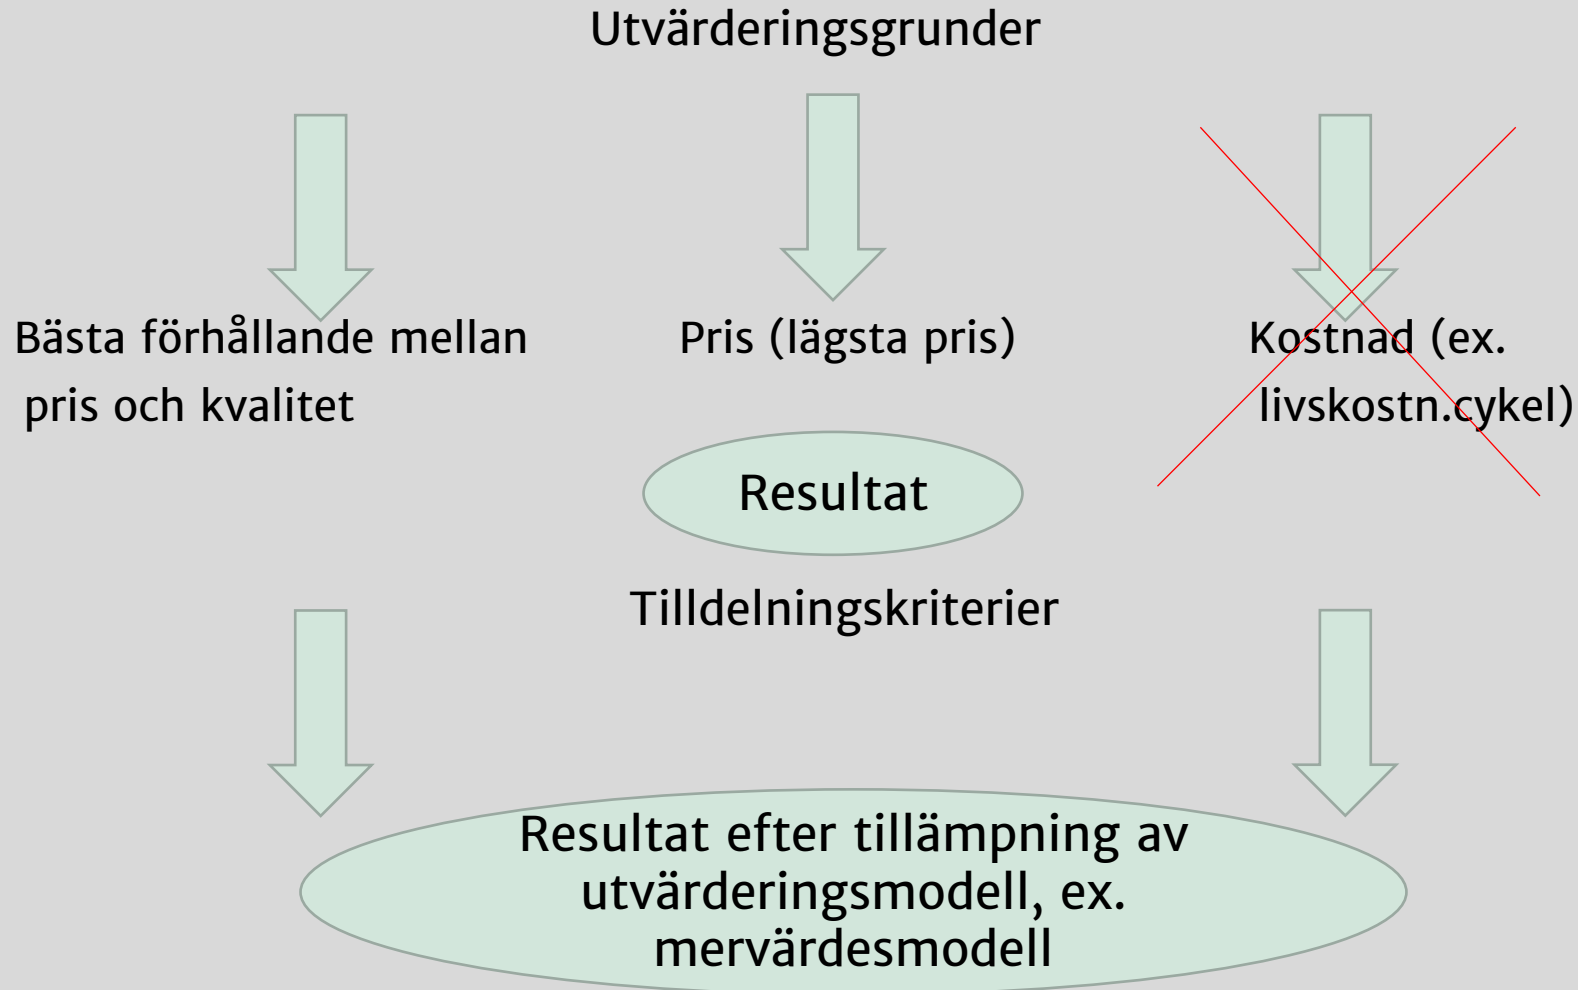 Utvärderingsgrunder
Bästa förhållande mellan
pris och kvalitet
Pris (lägsta pris)
Kostnad (ex.
livskostn.cykel)
Resultat
Tilldelningskriterier
Resultat efter tillämpning av
utvärderingsmodell, ex.
mervärdesmodell